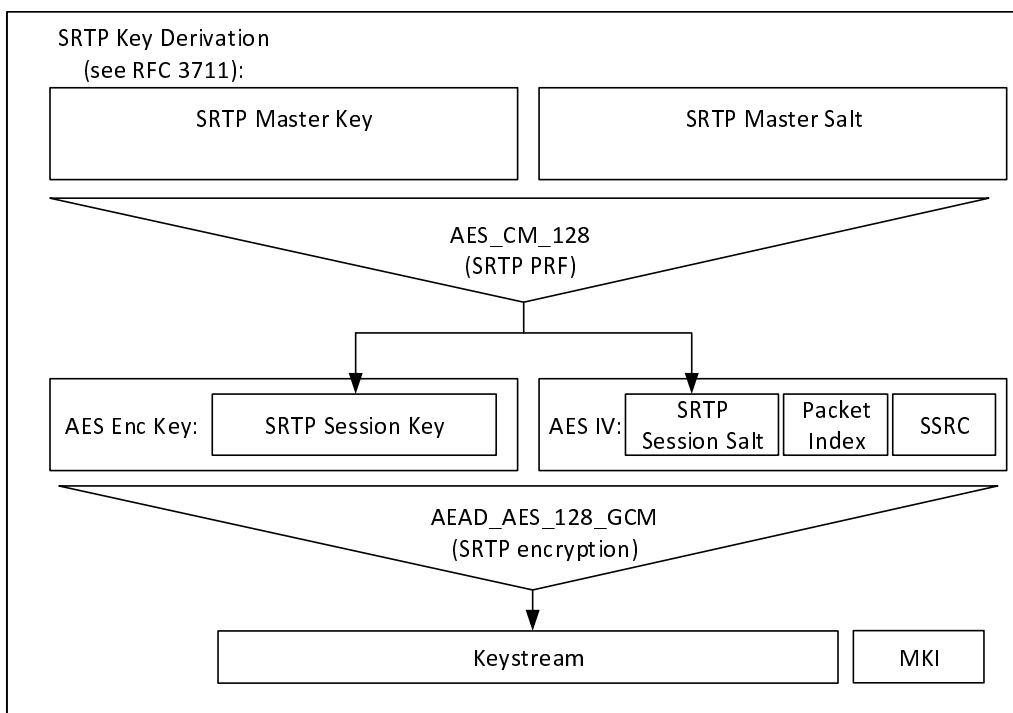 SRTP Key Derivation
(see RFC 3711):
SRTP Master Key
SRTP Master Salt
AES_CM_128
(SRTP PRF)
AES Enc Key:
SRTP Session Key
AES IV:
SRTP
Session Salt
Packet
Index
SSRC
AEAD_AES_128_GCM
(SRTP encryption)
Keystream
MKI